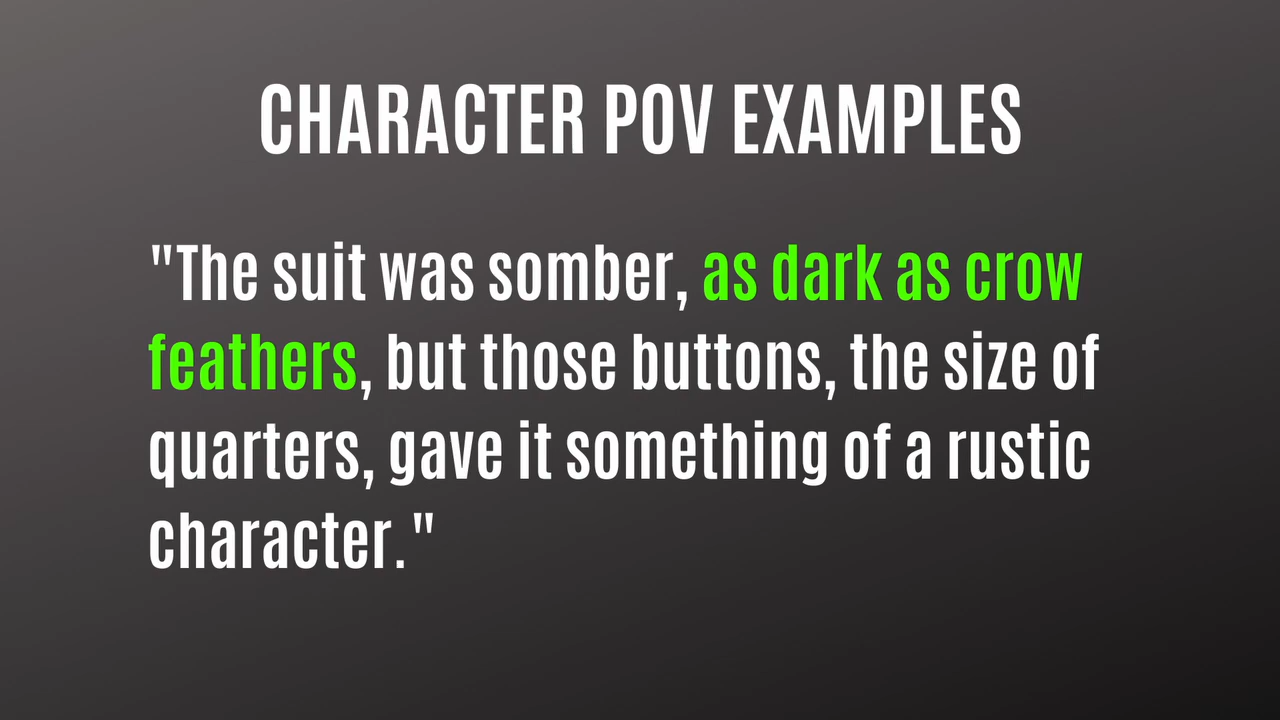 CHARACTER POV EXAMPLES
"The suit was somber, as dark as crow
feathers, but those buttons, the size of
quarters, gave it something of a rustic
character."